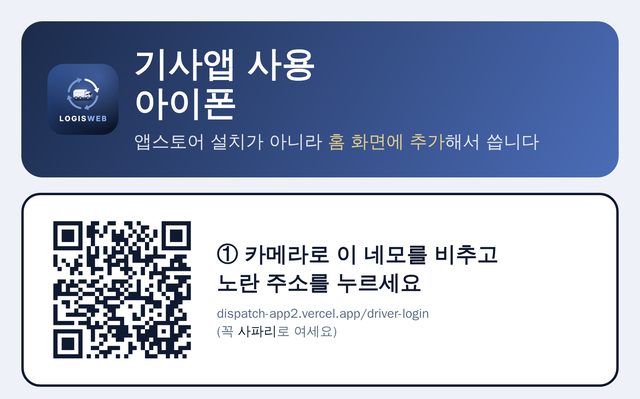 기사앱 사용
아이폰
LOGISWEB
앱스토어 설치가 아니라 홈 화면에 추가해서 씁니다
① 카메라로 이 네모를 비추고
노란 주소를 누르세요
dispatch-app2.vercel.app/driver-login
(꼭 사파리로 여세요)